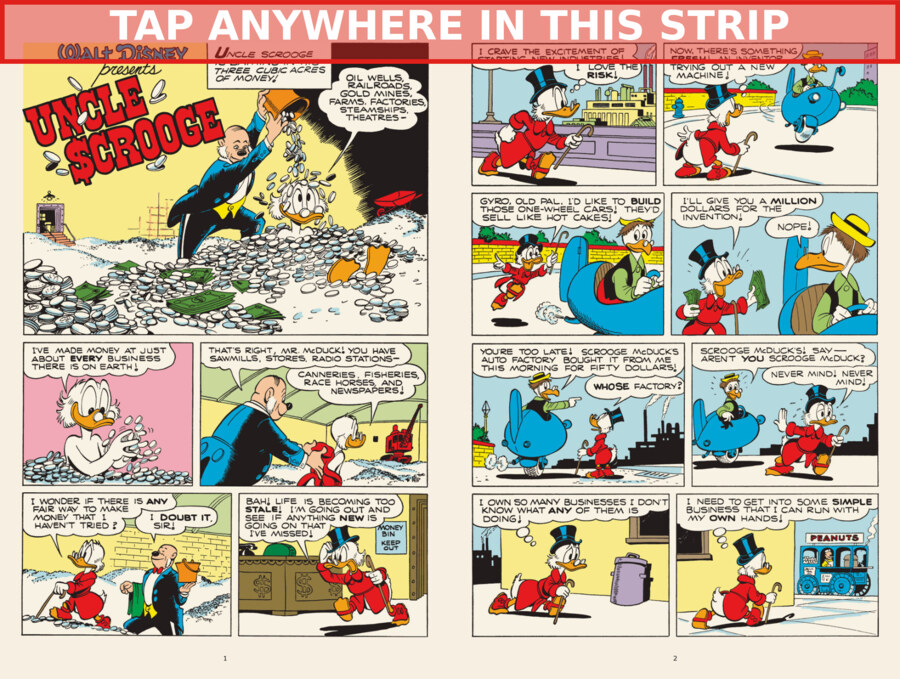 TAP ANYWHERE IN THIS STRIP
WALT DISNEY
presents
UNCLE
$CROOGE
UNCLE SCROOGE
THREE CUBIC ACRES
OF MONEY!
OIL WELLS,
RAILROADS,
GOLD MINES,
FARMS, FACTORIES,
STEAMSHIPS,
THEATRES—
I'VE MADE MONEY AT JUST
ABOUT EVERY BUSINESS
THERE IS ON EARTH!
THAT'S RIGHT, MR. McDUCK! YOU HAVE
SAWMILLS, STORES, RADIO STATIONS—
CANNERIES, FISHERIES,
RACE HORSES, AND
NEWSPAPERS!
I WONDER IF THERE IS ANY
FAIR WAY TO MAKE
MONEY THAT I
HAVEN'T TRIED?
I DOUBT IT,
SIR!
BAH! LIFE IS BECOMING TOO
STALE! I'M GOING OUT AND
SEE IF ANYTHING NEW IS
GOING ON THAT
I'VE MISSED!
MONEY
BIN
KEEP
OUT
1
I CRAVE THE EXCITEMENT OF
STARTING NEW INDUSTRIES!
I LOVE THE
RISK!
NOW, THERE'S SOMETHING
FRESH! AN INVENTOR
TRYING OUT A NEW
MACHINE!
GYRO, OLD PAL, I'D LIKE TO BUILD
THOSE ONE-WHEEL CARS! THEY'D
SELL LIKE HOT CAKES!
I'LL GIVE YOU A MILLION
DOLLARS FOR THE
INVENTION!
NOPE!
YOU'RE TOO LATE! SCROOGE McDUCK'S
AUTO FACTORY BOUGHT IT FROM ME
THIS MORNING FOR FIFTY DOLLARS!
WHOSE FACTORY?
SCROOGE McDUCK'S! SAY—
AREN'T YOU SCROOGE McDUCK?
NEVER MIND! NEVER
MIND!
I OWN SO MANY BUSINESSES I DON'T
KNOW WHAT ANY OF THEM IS
DOING!
I NEED TO GET INTO SOME SIMPLE
BUSINESS THAT I CAN RUN WITH
MY OWN HANDS!
PEANUTS
2